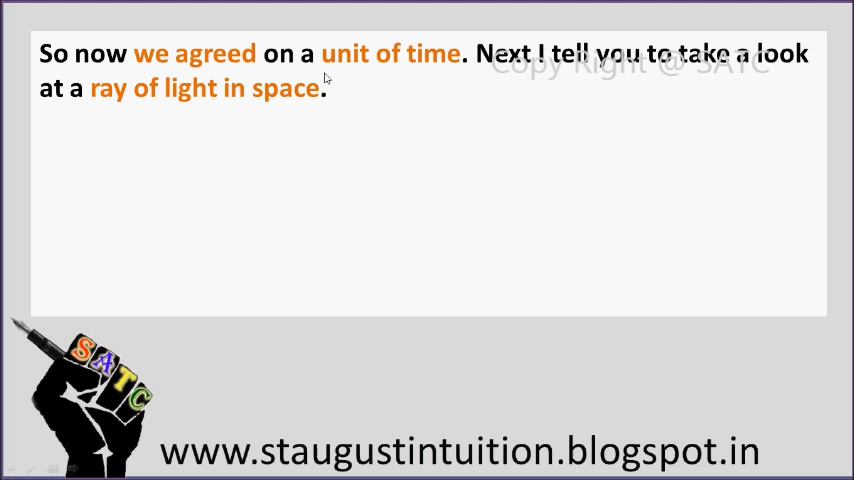 So now we agreed on a unit of time. Next I tell you to take a look
at a ray of light in space.
Copy Right @ SATC
SATC
www.staugustintuition.blogspot.in